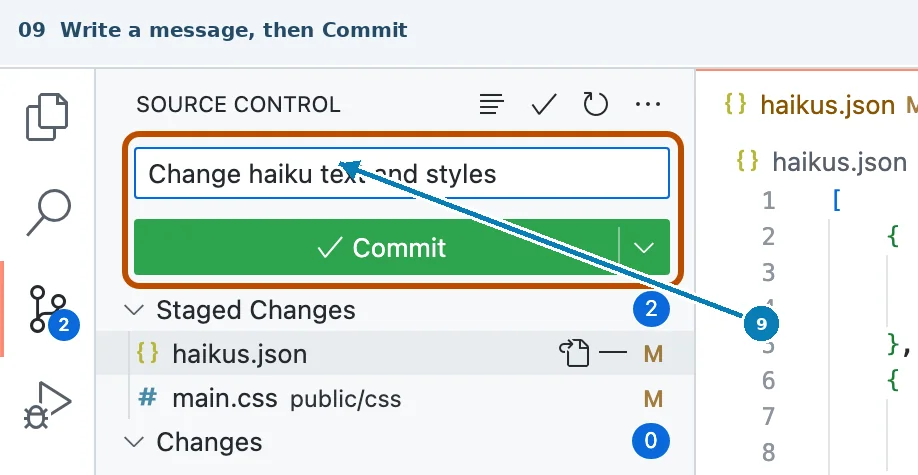 09 Write a message, then Commit
SOURCE CONTROL
Change haiku text and styles
Commit
Staged Changes 2
{} haikus.json M
# main.css public/css M
Changes 0
2
9
{} haikus.json M
{} haikus.json
1 [
2 {
3
4
5 },
6 {
7
8